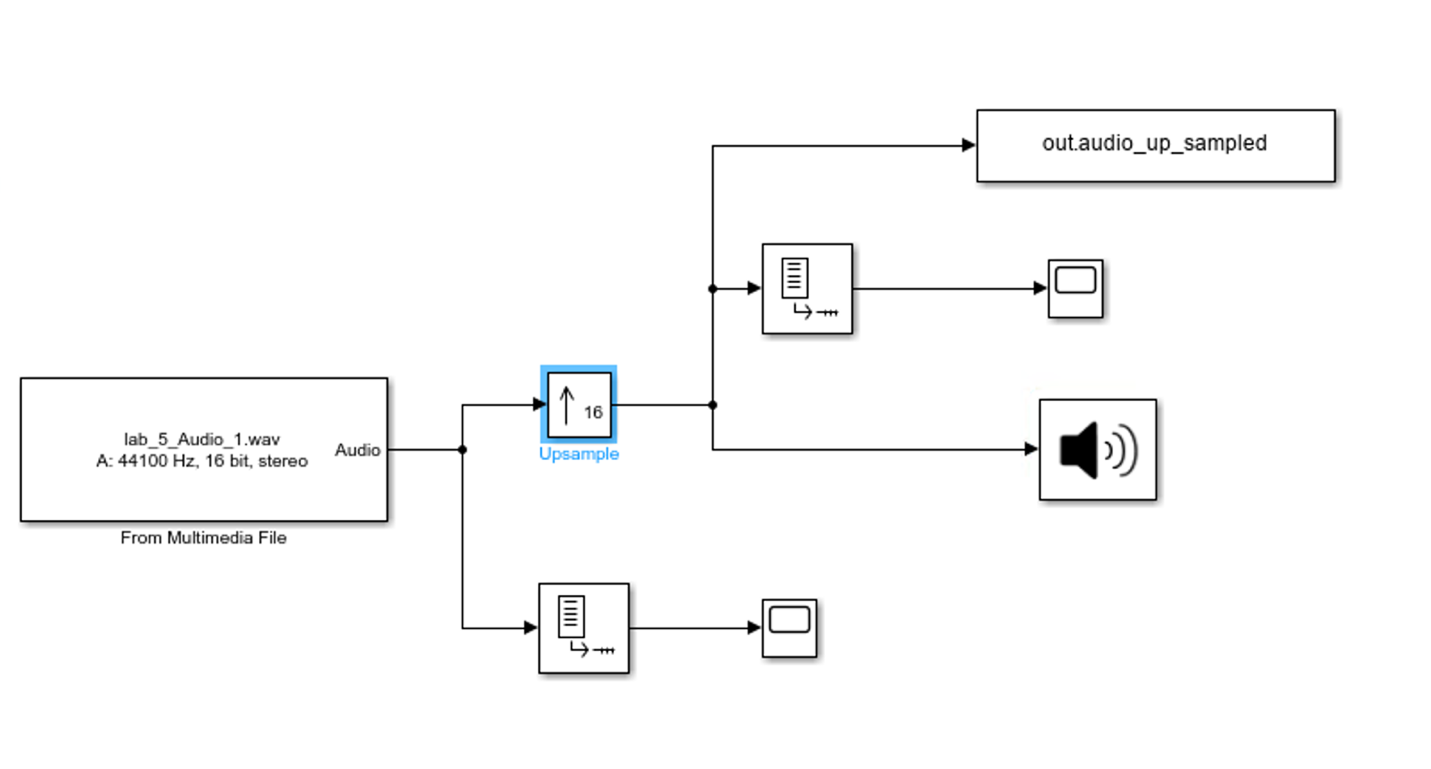 out.audio_up_sampled
16
Upsample
lab_5_Audio_1.wav
A: 44100 Hz, 16 bit, stereo
Audio
From Multimedia File